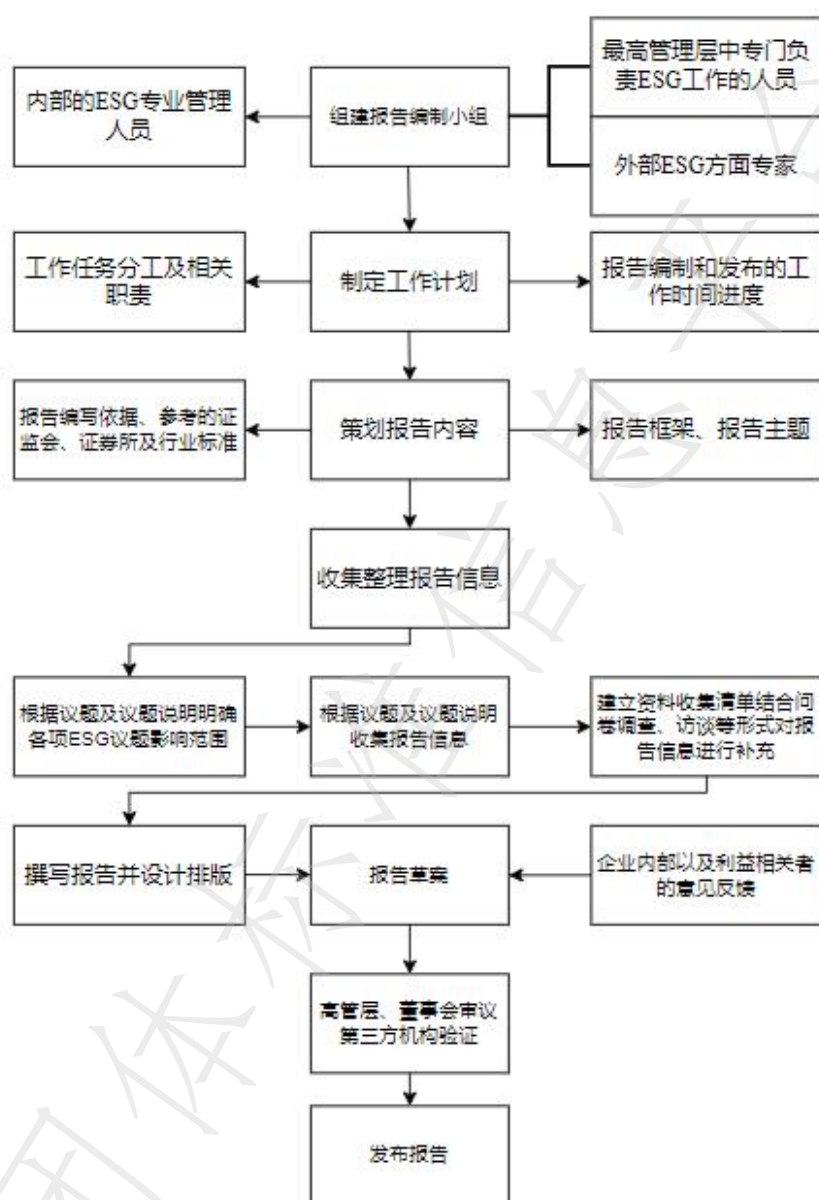 最高管理层中专门负
责ESG工作的人员
内部的ESG专业管理
人员
组建报告编制小组
外部ESG方面专家
工作任务分工及相关
职责
制定工作计划
报告编制和发布的工
作时间进度
报告编写依据、参考的证
监会、证券所及行业标准
策划报告内容
报告框架、报告主题
收集整理报告信息
根据议题及议题说明明确
各项ESG议题影响范围
根据议题及议题说明
收集报告信息
建立资料收集清单结合问
卷调查、访谈等形式对报
告信息进行补充
撰写报告并设计排版
报告草案
企业内部以及利益相关者
的意见反馈
高管层、董事会审议
第三方机构验证
发布报告
团体标准信息平